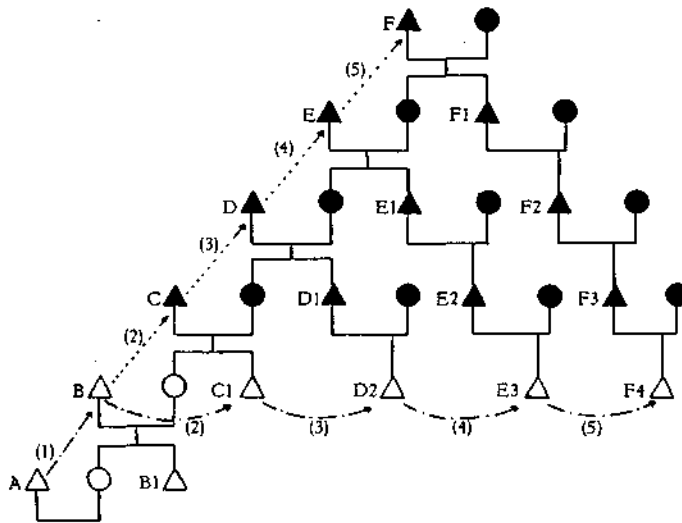 F
(5)
E
F1
(4)
D
E1
F2
(3)
C
D1
E2
F3
(2)
B
(2)
C1
(3)
D2
(4)
E3
(5)
F4
(1)
A
B1